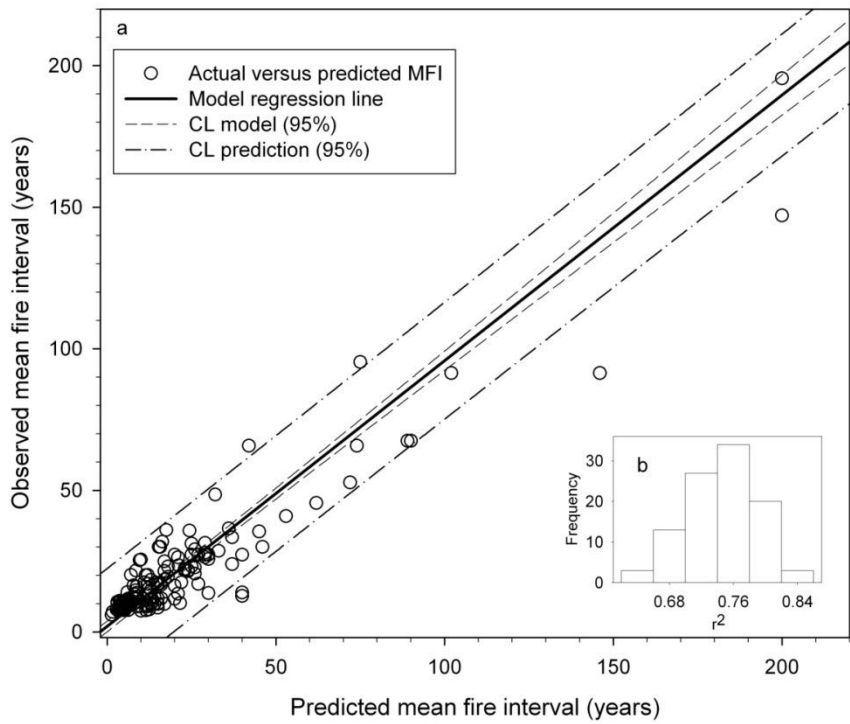 a
Actual versus predicted MFI
Model regression line
CL model (95%)
CL prediction (95%)
Observed mean fire interval (years)
200
150
100
50
0
0 50 100 150 200
Predicted mean fire interval (years)
b
Frequency
30
20
10
0
0.68 0.76 0.84
r2